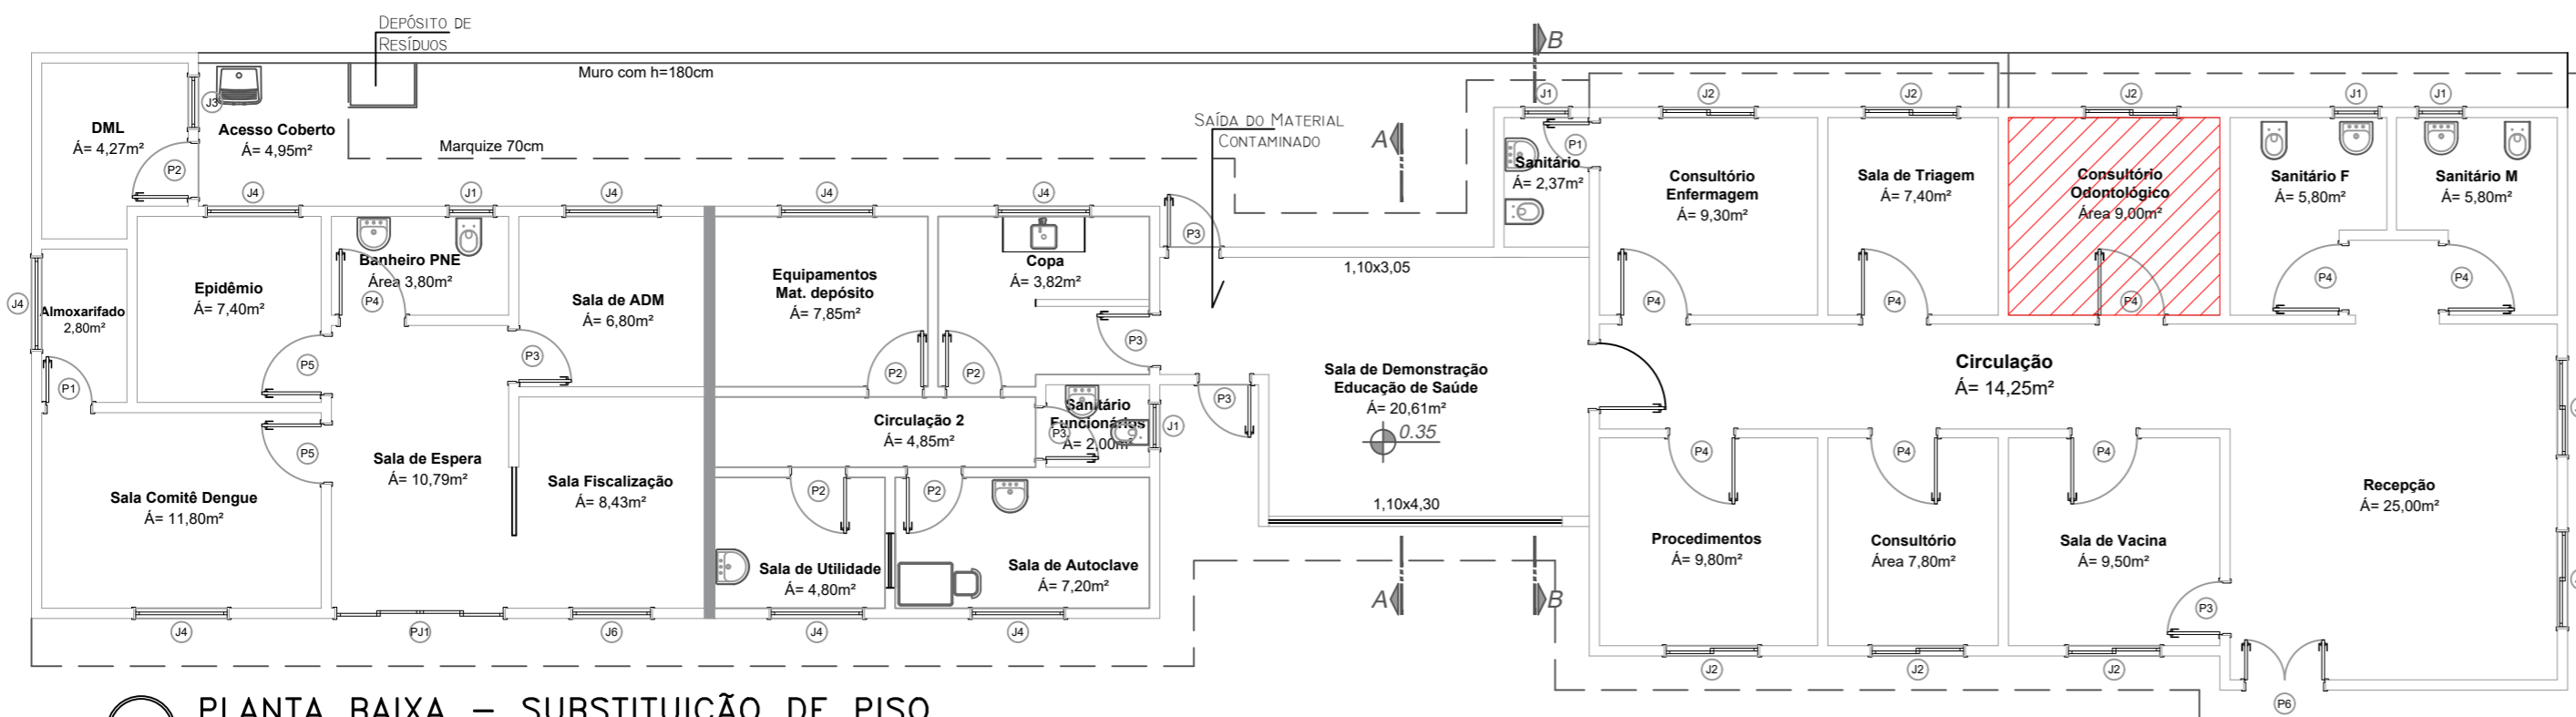 DEPÓSITO DE
RESÍDUOS
B
Muro com h=180cm
J3
DML
Á= 4,27m²
P2
Acesso Coberto
Á= 4,95m²
Marquize 70cm
SAÍDA DO MATERIAL
CONTAMINADO
A
J1
P1
Sanitário
Á= 2,37m²
J2
Consultório
Enfermagem
Á= 9,30m²
P4
J2
Sala de Triagem
Á= 7,40m²
P4
J2
Consultório
Odontológico
Área 9,00m²
P4
J1
Sanitário F
Á= 5,80m²
P4
J1
Sanitário M
Á= 5,80m²
P4
J4
J1
J4
J4
J4
P3
J4
Almoxarifado
2,80m²
P1
Epidêmio
Á= 7,40m²
P5
Banheiro PNE
Área 3,80m²
P4
Sala de ADM
Á= 6,80m²
P3
Equipamentos
Mat. depósito
Á= 7,85m²
P2
Copa
Á= 3,82m²
P2
P3
1,10x3,05
Sala de Demonstração
Educação de Saúde
Á= 20,61m²
0.35
1,10x4,30
P3
Circulação
Á= 14,25m²
Circulação 2
Á= 4,85m²
Sanitário
Funcionários
Á= 2,00m²
P3
J1
P5
Sala Comitê Dengue
Á= 11,80m²
Sala de Espera
Á= 10,79m²
Sala Fiscalização
Á= 8,43m²
P2
Sala de Utilidade
Á= 4,80m²
P2
Sala de Autoclave
Á= 7,20m²
P4
Procedimentos
Á= 9,80m²
P4
Consultório
Área 7,80m²
P4
Sala de Vacina
Á= 9,50m²
P3
Recepção
Á= 25,00m²
J4
PJ1
J6
J4
J4
A
B
J2
J2
J2
P6
PLANTA BAIXA – SUBSTITUIÇÃO DE PISO